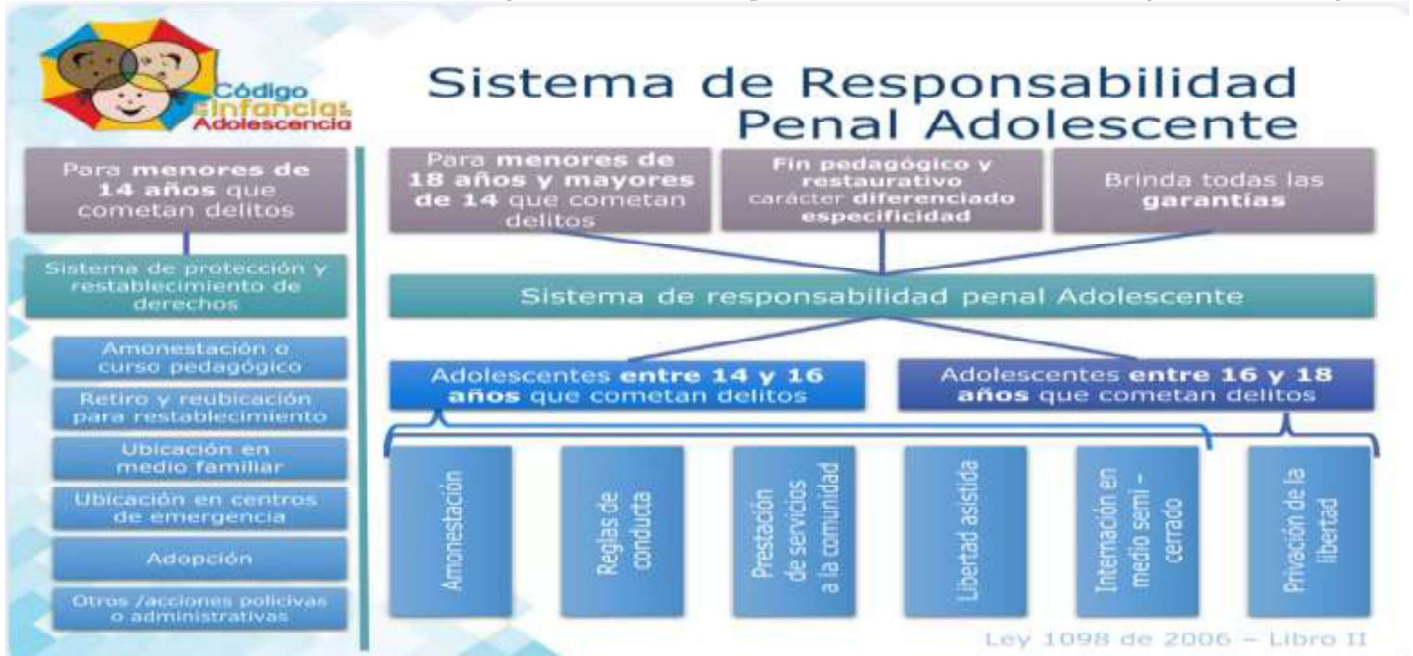 Código
de la Infancia y la
Adolescencia
Sistema de Responsabilidad
Penal Adolescente
Para menores de
14 años que
cometan delitos
Sistema de protección y
restablecimiento de
derechos
Amonestación o
curso pedagógico
Retiro y reubicación
para restablecimiento
Ubicación en
medio familiar
Ubicación en centros
de emergencia
Adopción
Otros /acciones policivas
o administrativas
Para menores de
18 años y mayores
de 14 que cometan
delitos
Fin pedagógico y
restaurativo
carácter diferenciado
especificidad
Brinda todas las
garantías
Sistema de responsabilidad penal Adolescente
Adolescentes entre 14 y 16
años que cometan delitos
Adolescentes entre 16 y 18
años que cometan delitos
Amonestación
Reglas de
conducta
Prestación
de servicios
a la comunidad
Libertad asistida
Internación en
medio semi –
cerrado
Privación de la
libertad
Ley 1098 de 2006 – Libro II